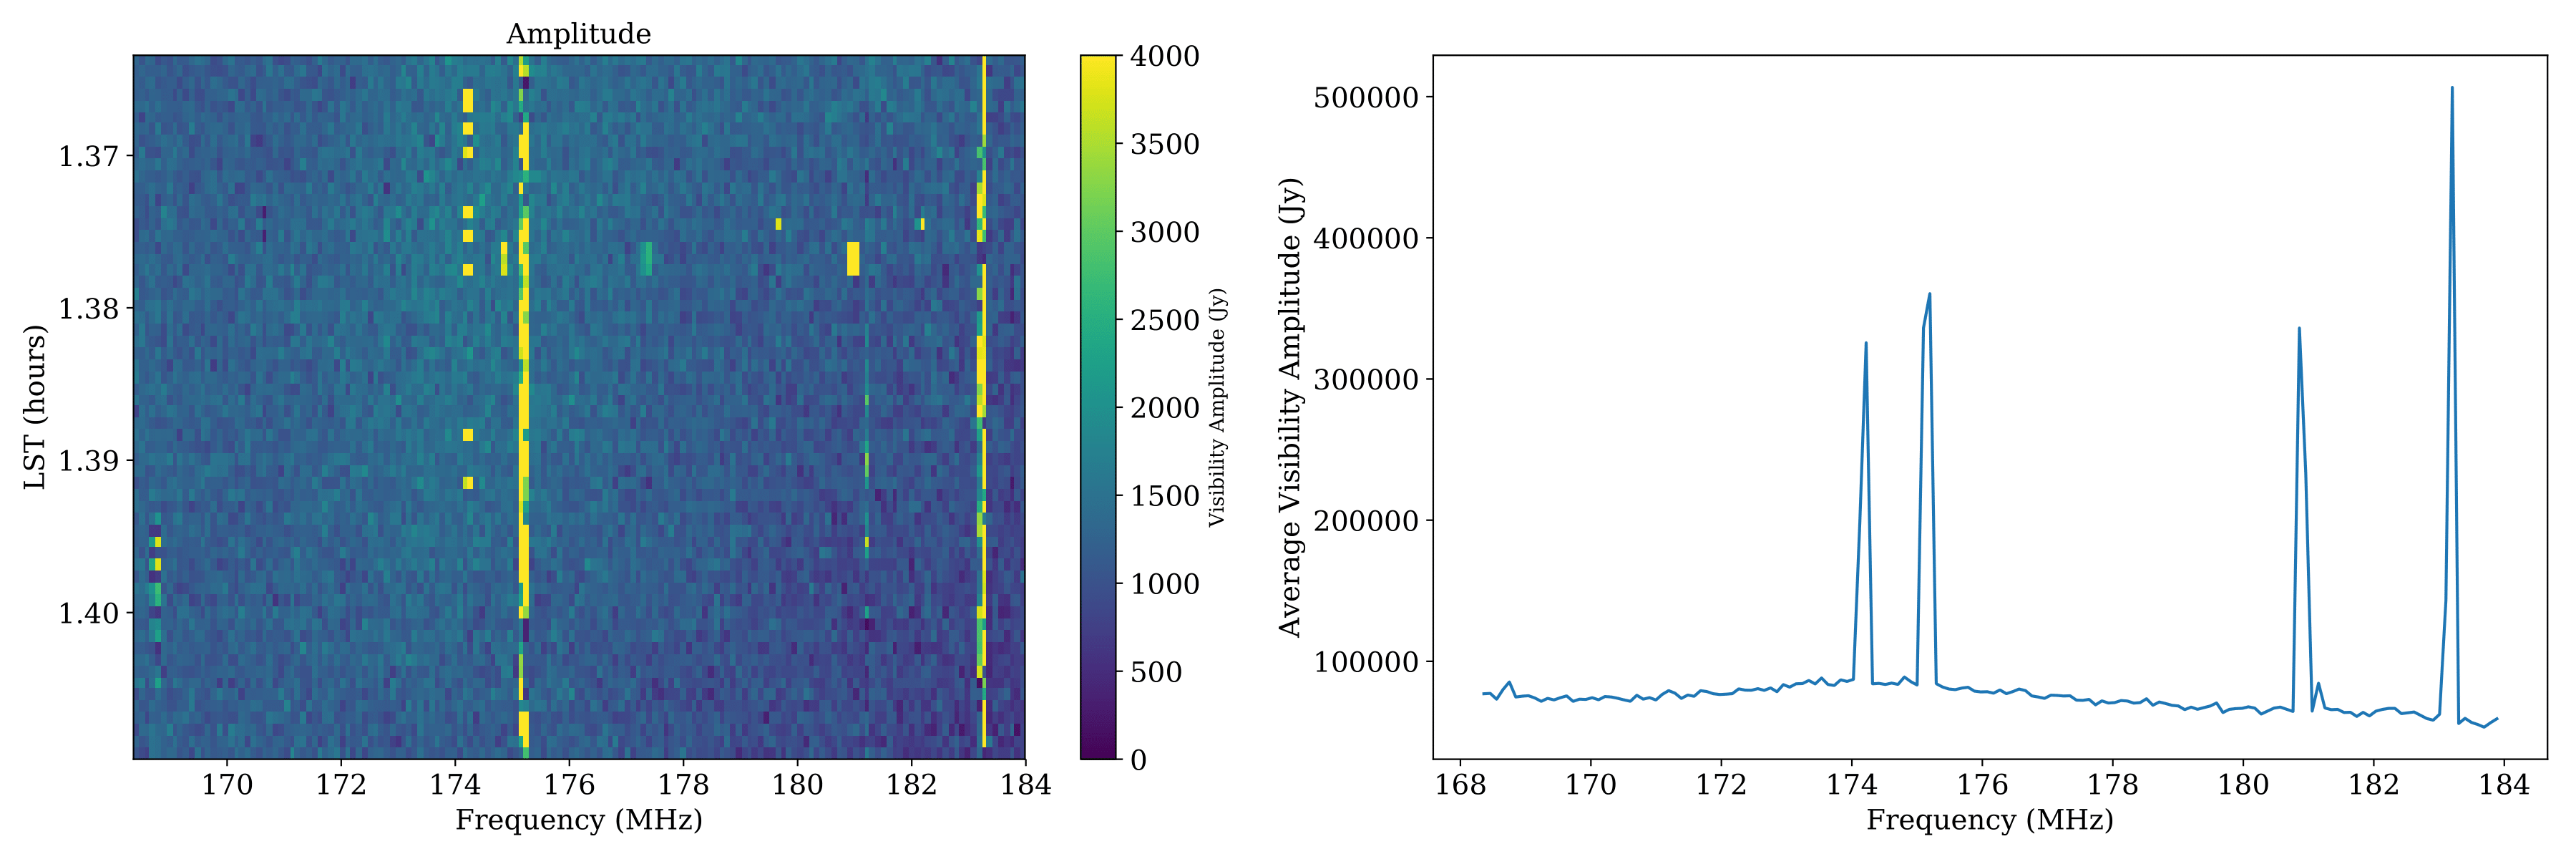 Amplitude
LST (hours)
1.37
1.38
1.39
1.40
170 172 174 176 178 180 182 184
Frequency (MHz)
4000
3500
3000
2500
2000
1500
1000
500
0
Visibility Amplitude (Jy)
Average Visibility Amplitude (Jy)
500000
400000
300000
200000
100000
168 170 172 174 176 178 180 182 184
Frequency (MHz)